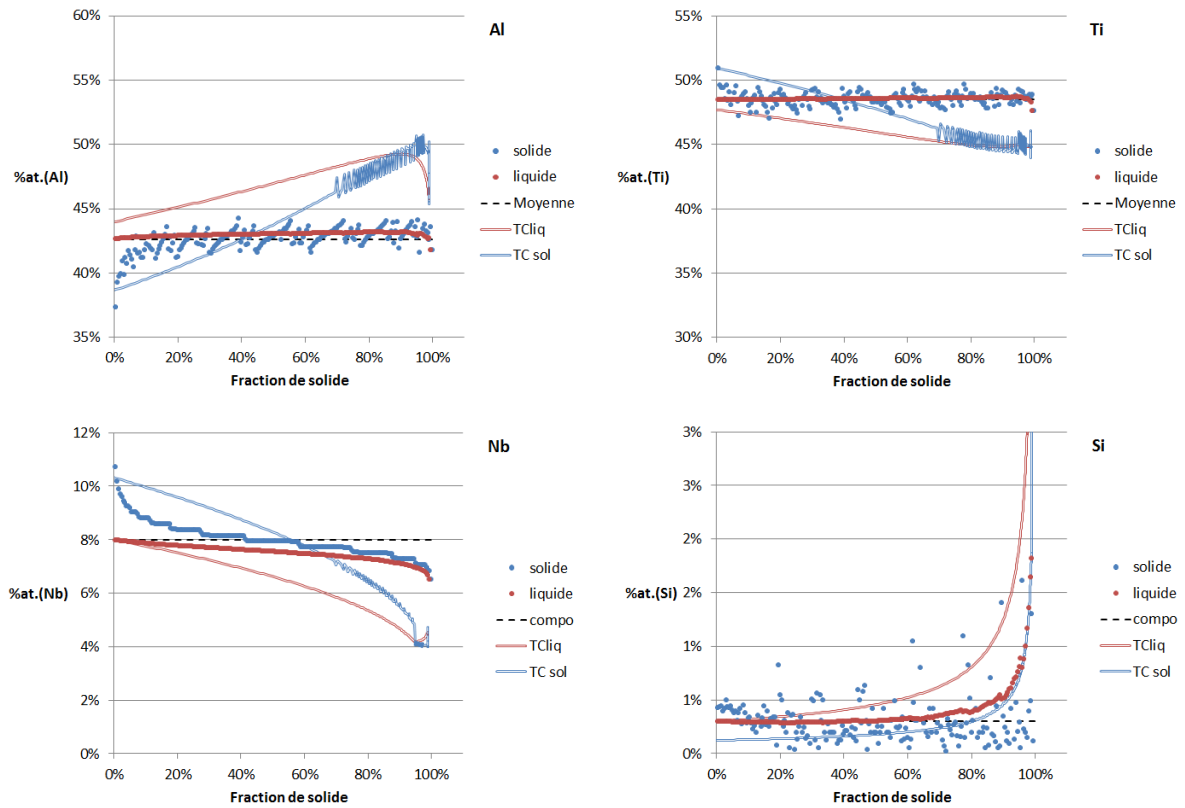 Al
60%
55%
50%
45%
40%
35%
%at.(Al)
0% 20% 40% 60% 80% 100%
Fraction de solide
solide
liquide
Moyenne
TCliq
TC sol
Ti
55%
50%
45%
40%
35%
30%
%at.(Ti)
0% 20% 40% 60% 80% 100%
Fraction de solide
solide
liquide
Moyenne
TCliq
TC sol
Nb
12%
10%
8%
6%
4%
2%
0%
%at.(Nb)
0% 20% 40% 60% 80% 100%
Fraction de solide
solide
liquide
compo
TCliq
TC sol
Si
3%
3%
2%
2%
1%
1%
0%
%at.(Si)
0% 20% 40% 60% 80% 100%
Fraction de solide
solide
liquide
compo
TCliq
TC sol